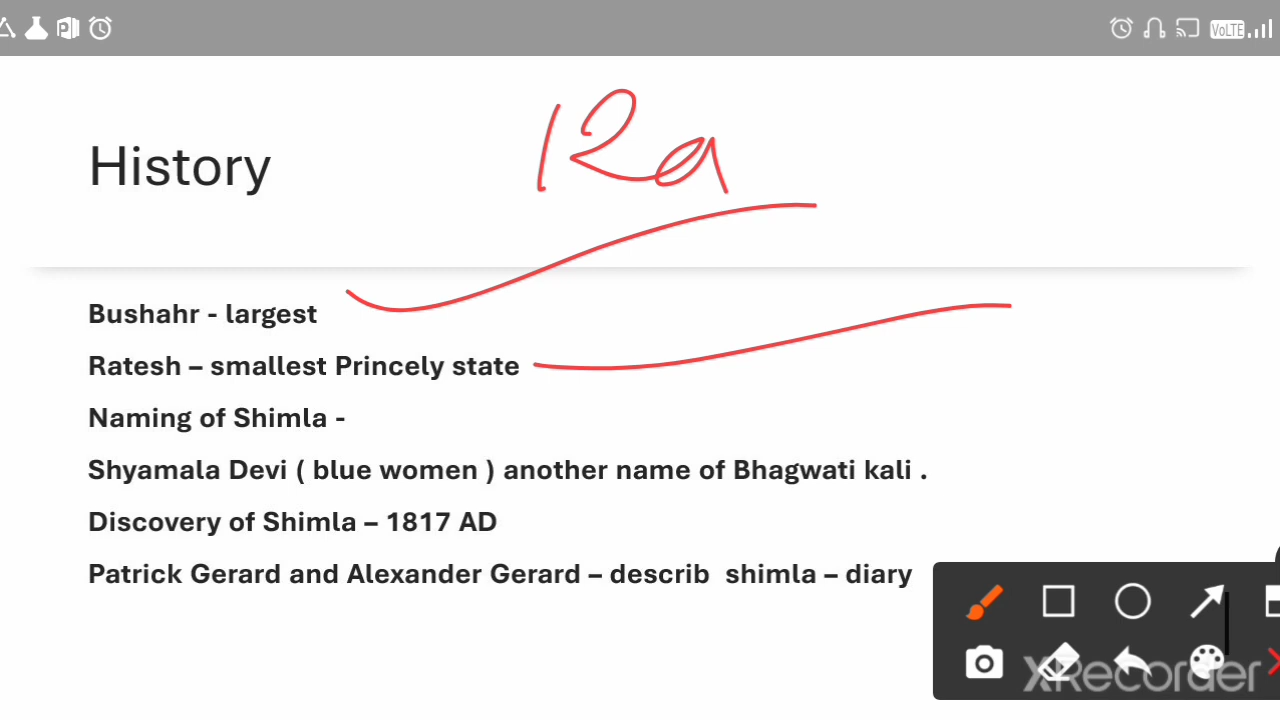 VoLTE
Ra
History
Bushahr - largest
Ratesh – smallest Princely state
Naming of Shimla -
Shyamala Devi ( blue women ) another name of Bhagwati kali .
Discovery of Shimla – 1817 AD
Patrick Gerard and Alexander Gerard – describ shimla – diary
XRecorder